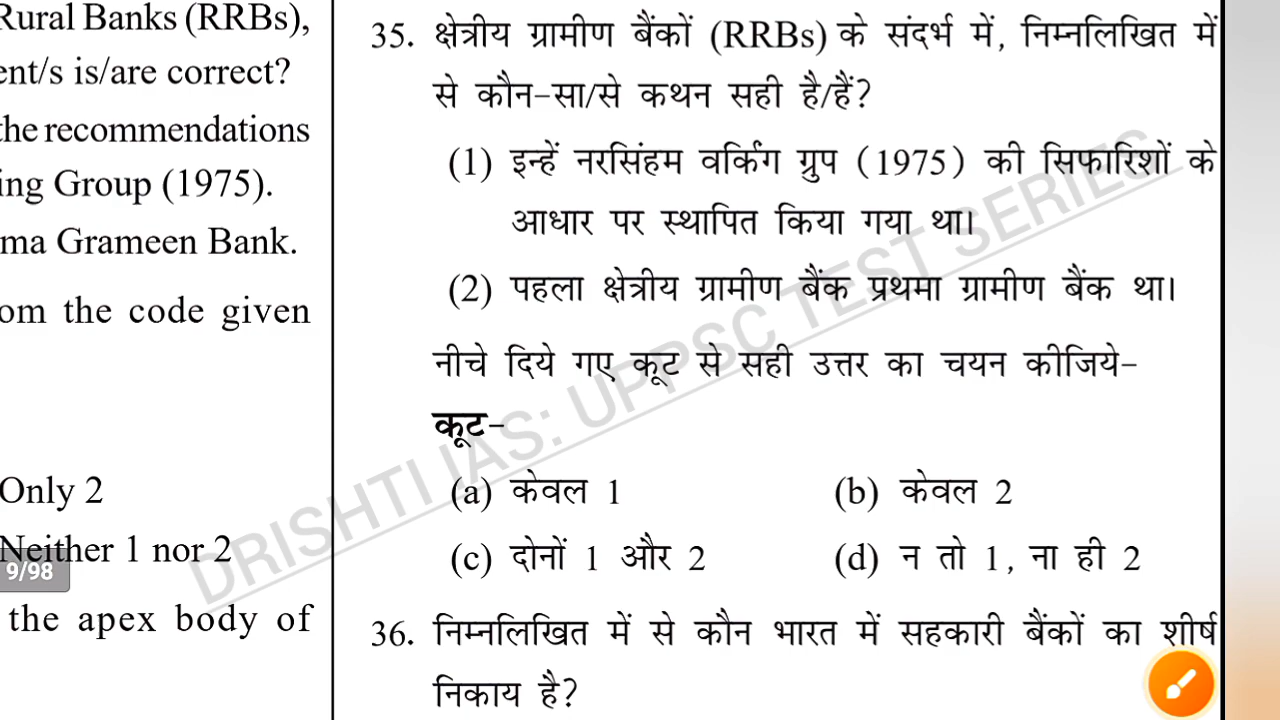 Rural Banks (RRBs),
ent/s is/are correct?
the recommendations
ing Group (1975).
ma Grameen Bank.
om the code given
Only 2
Neither 1 nor 2
9/98
the apex body of
35. क्षेत्रीय ग्रामीण बैंकों (RRBs) के संदर्भ में, निम्नलिखित में
से कौन-सा/से कथन सही है/हैं?
(1) इन्हें नरसिंहम वर्किंग ग्रुप (1975) की सिफारिशों के
आधार पर स्थापित किया गया था।
(2) पहला क्षेत्रीय ग्रामीण बैंक प्रथमा ग्रामीण बैंक था।
नीचे दिये गए कूट से सही उत्तर का चयन कीजिये-
कूट-
(a) केवल 1 (b) केवल 2
(c) दोनों 1 और 2 (d) न तो 1, ना ही 2
36. निम्नलिखित में से कौन भारत में सहकारी बैंकों का शीर्ष
निकाय है?
DRISHTI IAS: UPPSC TEST SERIES